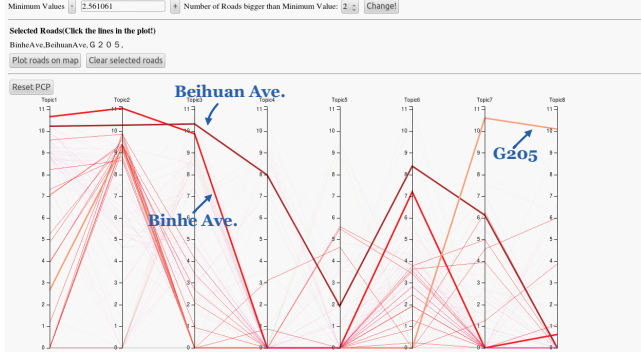 Minimum Values - 2.561061 + Number of Roads bigger than Minimum Value: 2 Change!
Selected Roads(Click the lines in the plot!)
BinheAve,BeihuanAve,Ｇ２０５,
Plot roads on map Clear selected roads
Reset PCP
Beihuan Ave.
Topic1 Topic2 Topic3 Topic4 Topic5 Topic6 Topic7 Topic8
11 11 11 11 11 11 11 11
10 10 10 10 10 10 10 10
G205
9 9 9 9 9 9 9 9
8 8 8 8 8 8 8 8
7 7 7 7 7 7 7 7
6 6 6 6 6 6 6 6
Binhe Ave.
5 5 5 5 5 5 5 5
4 4 4 4 4 4 4 4
3 3 3 3 3 3 3 3
2 2 2 2 2 2 2 2
1 1 1 1 1 1 1 1
0 0 0 0 0 0 0 0